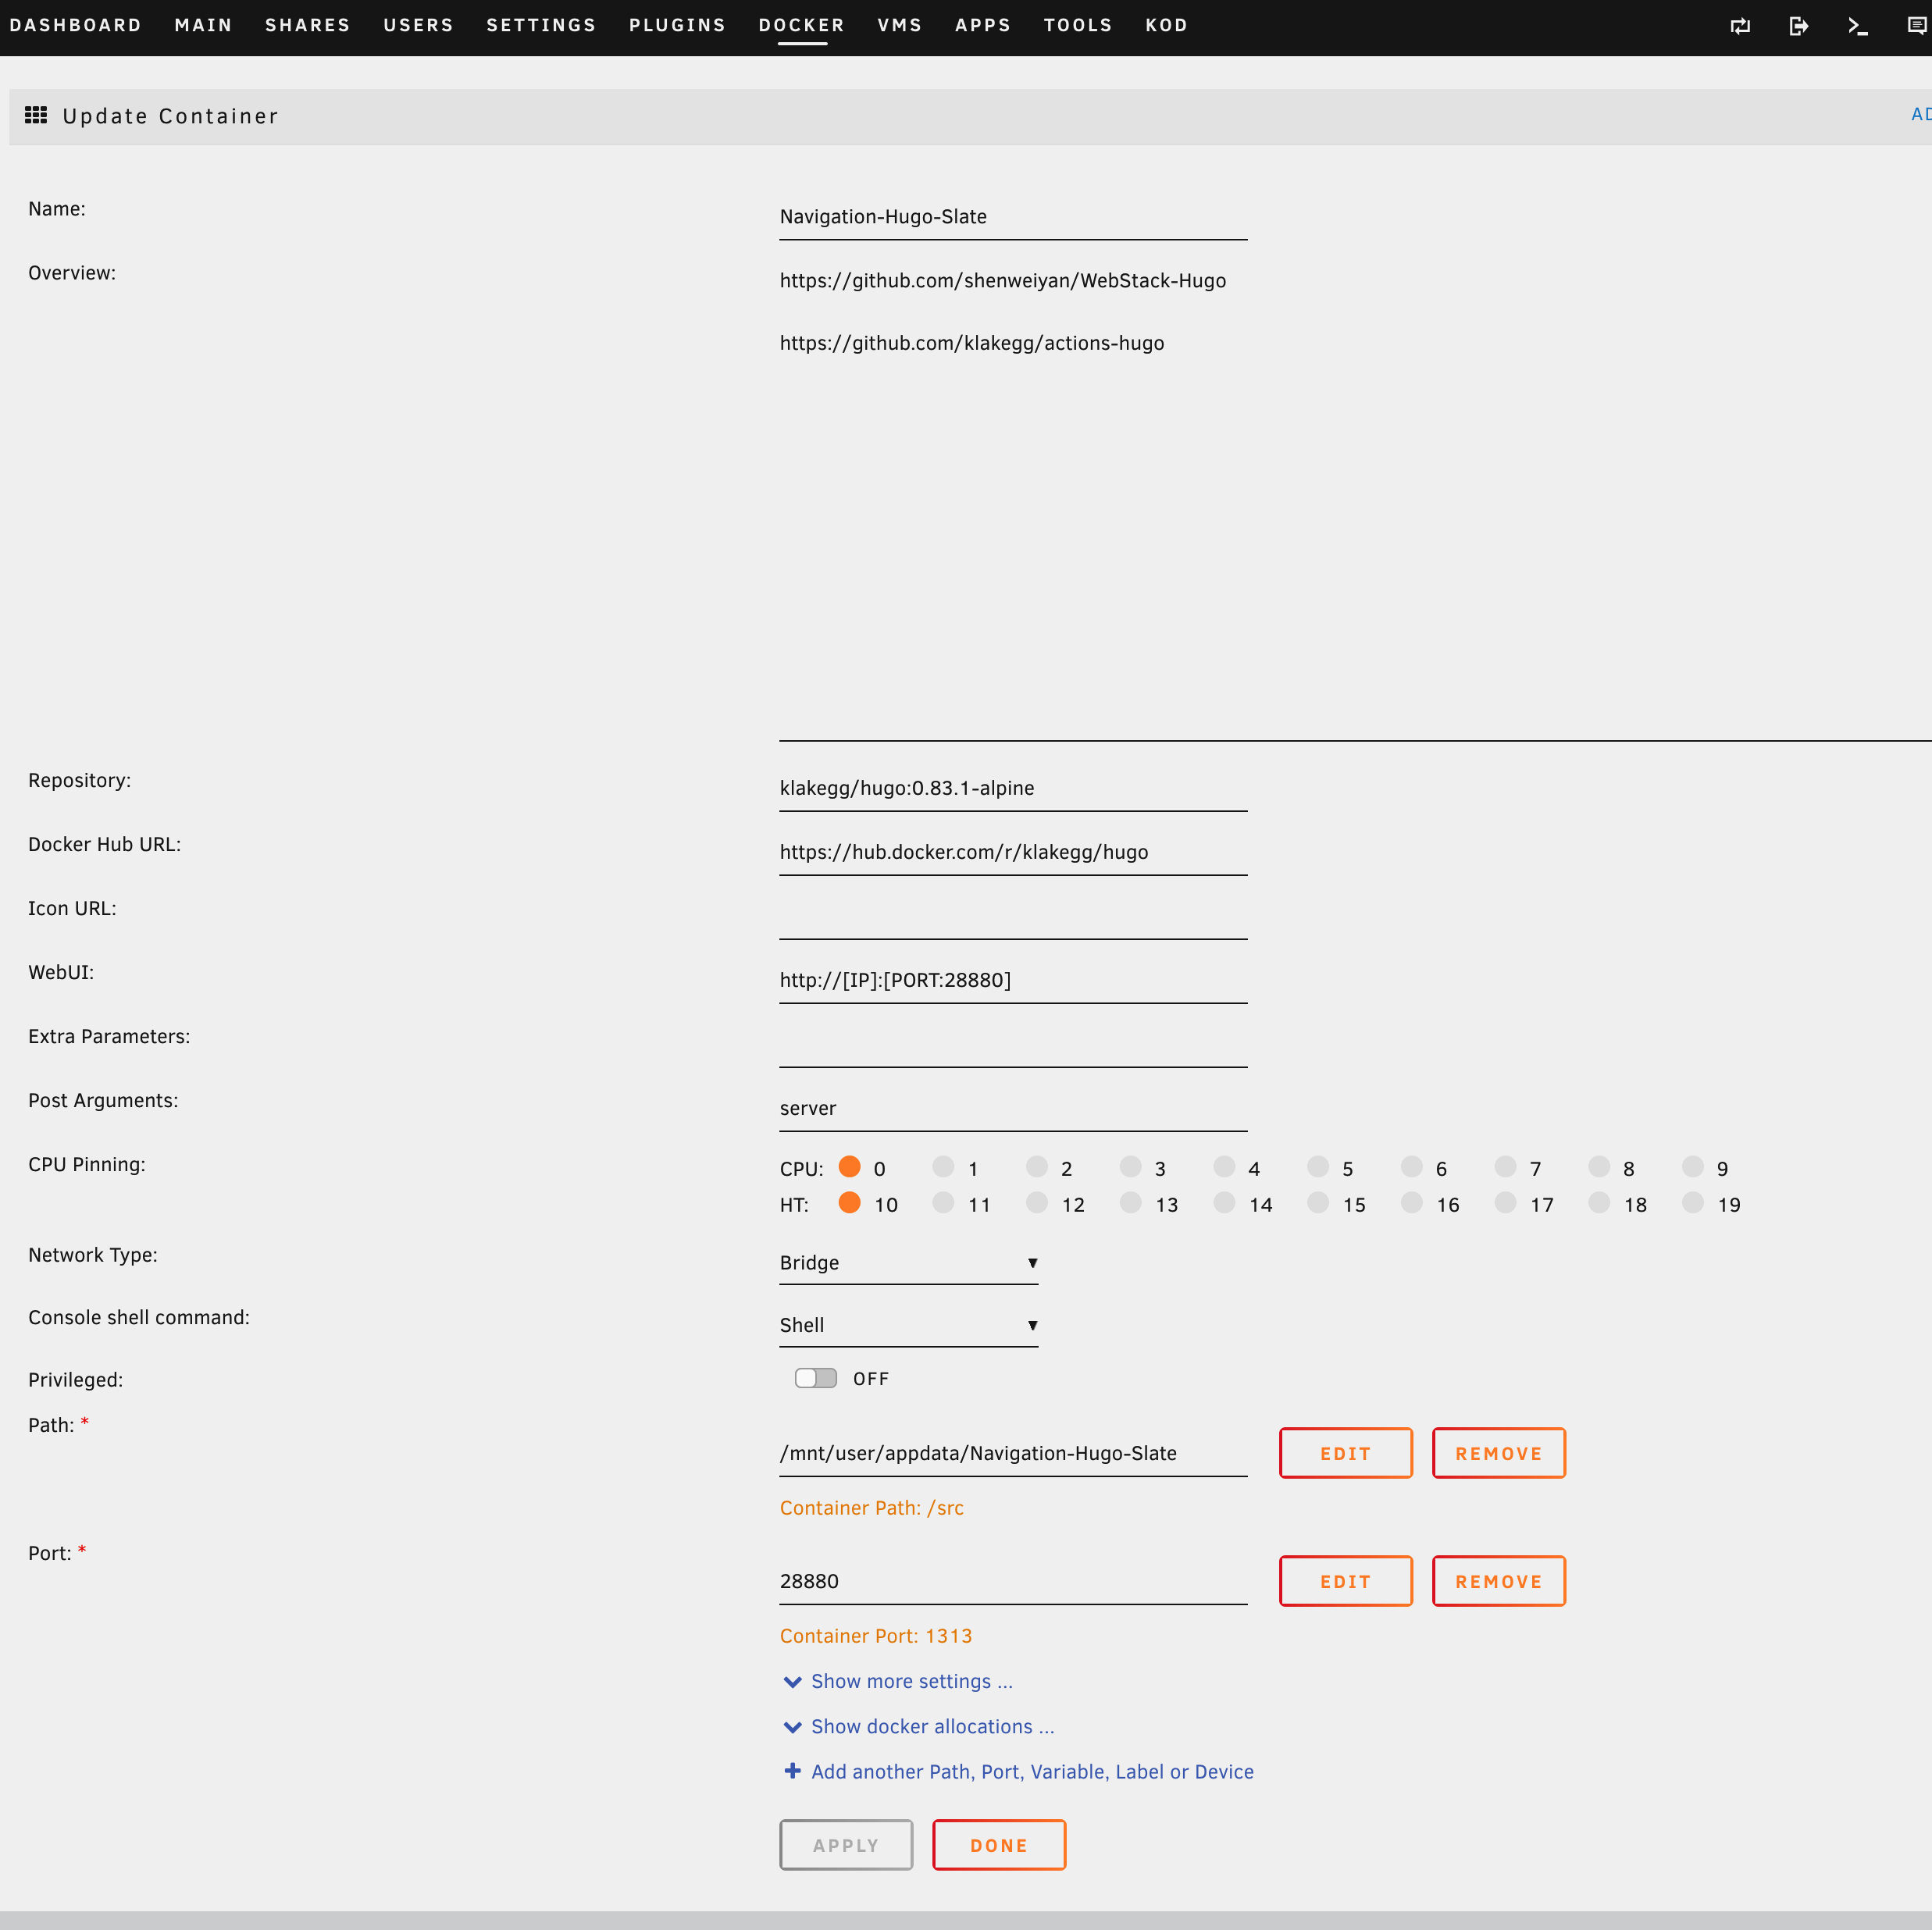 DASHBOARD MAIN SHARES USERS SETTINGS PLUGINS DOCKER VMS APPS TOOLS KOD
Update Container
AD
Name:
Navigation-Hugo-Slate
Overview:
https://github.com/shenweiyan/WebStack-Hugo
https://github.com/klakegg/actions-hugo
Repository:
klakegg/hugo:0.83.1-alpine
Docker Hub URL:
https://hub.docker.com/r/klakegg/hugo
Icon URL:
WebUI:
http://[IP]:[PORT:28880]
Extra Parameters:
Post Arguments:
server
CPU Pinning:
CPU: 0 1 2 3 4 5 6 7 8 9
HT: 10 11 12 13 14 15 16 17 18 19
Network Type:
Bridge
Console shell command:
Shell
Privileged:
OFF
Path: *
/mnt/user/appdata/Navigation-Hugo-Slate EDIT REMOVE
Container Path: /src
Port: *
28880 EDIT REMOVE
Container Port: 1313
Show more settings ...
Show docker allocations ...
Add another Path, Port, Variable, Label or Device
APPLY DONE